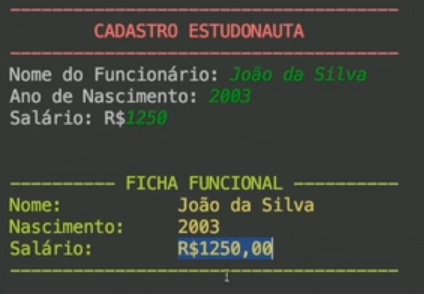 ----------------------------------------
CADASTRO ESTUDONAUTA
----------------------------------------
Nome do Funcionário: João da Silva
Ano de Nascimento: 2003
Salário: R$1250
---------- FICHA FUNCIONAL ----------
Nome: João da Silva
Nascimento: 2003
Salário: R$1250,00
----------------------------------------